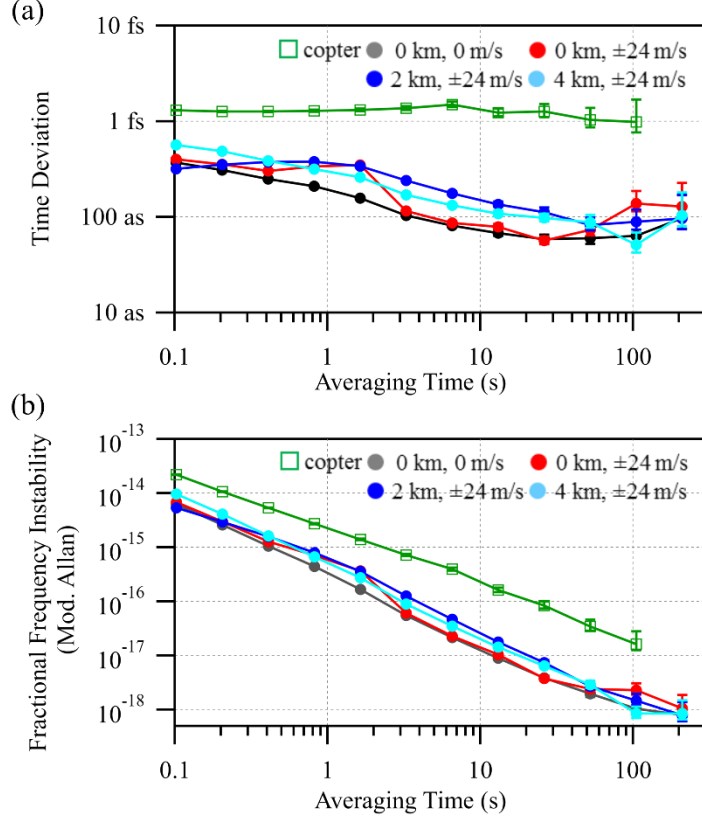 (a)
10 fs
1 fs
100 as
10 as
Time Deviation
copter 0 km, 0 m/s 0 km, ±24 m/s
2 km, ±24 m/s 4 km, ±24 m/s
0.1 1 10 100
Averaging Time (s)
(b)
10⁻¹³
10⁻¹⁴
10⁻¹⁵
10⁻¹⁶
10⁻¹⁷
10⁻¹⁸
Fractional Frequency Instability
(Mod. Allan)
copter 0 km, 0 m/s 0 km, ±24 m/s
2 km, ±24 m/s 4 km, ±24 m/s
0.1 1 10 100
Averaging Time (s)